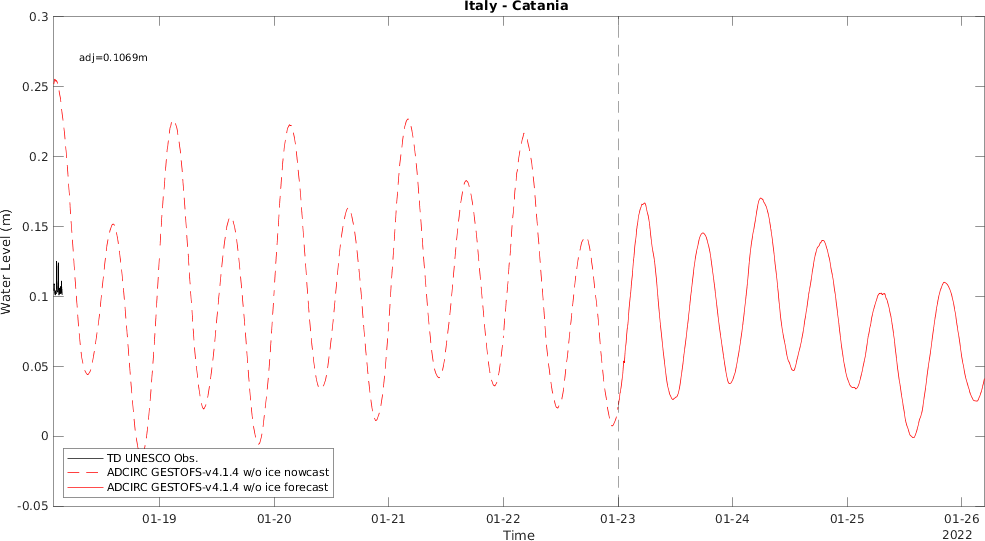 Italy - Catania
adj=0.1069m
0.3
0.25
0.2
0.15
0.1
0.05
0
-0.05
Water Level (m)
TD UNESCO Obs.
ADCIRC GESTOFS-v4.1.4 w/o ice nowcast
ADCIRC GESTOFS-v4.1.4 w/o ice forecast
01-19 01-20 01-21 01-22 01-23 01-24 01-25 01-26
2022
Time